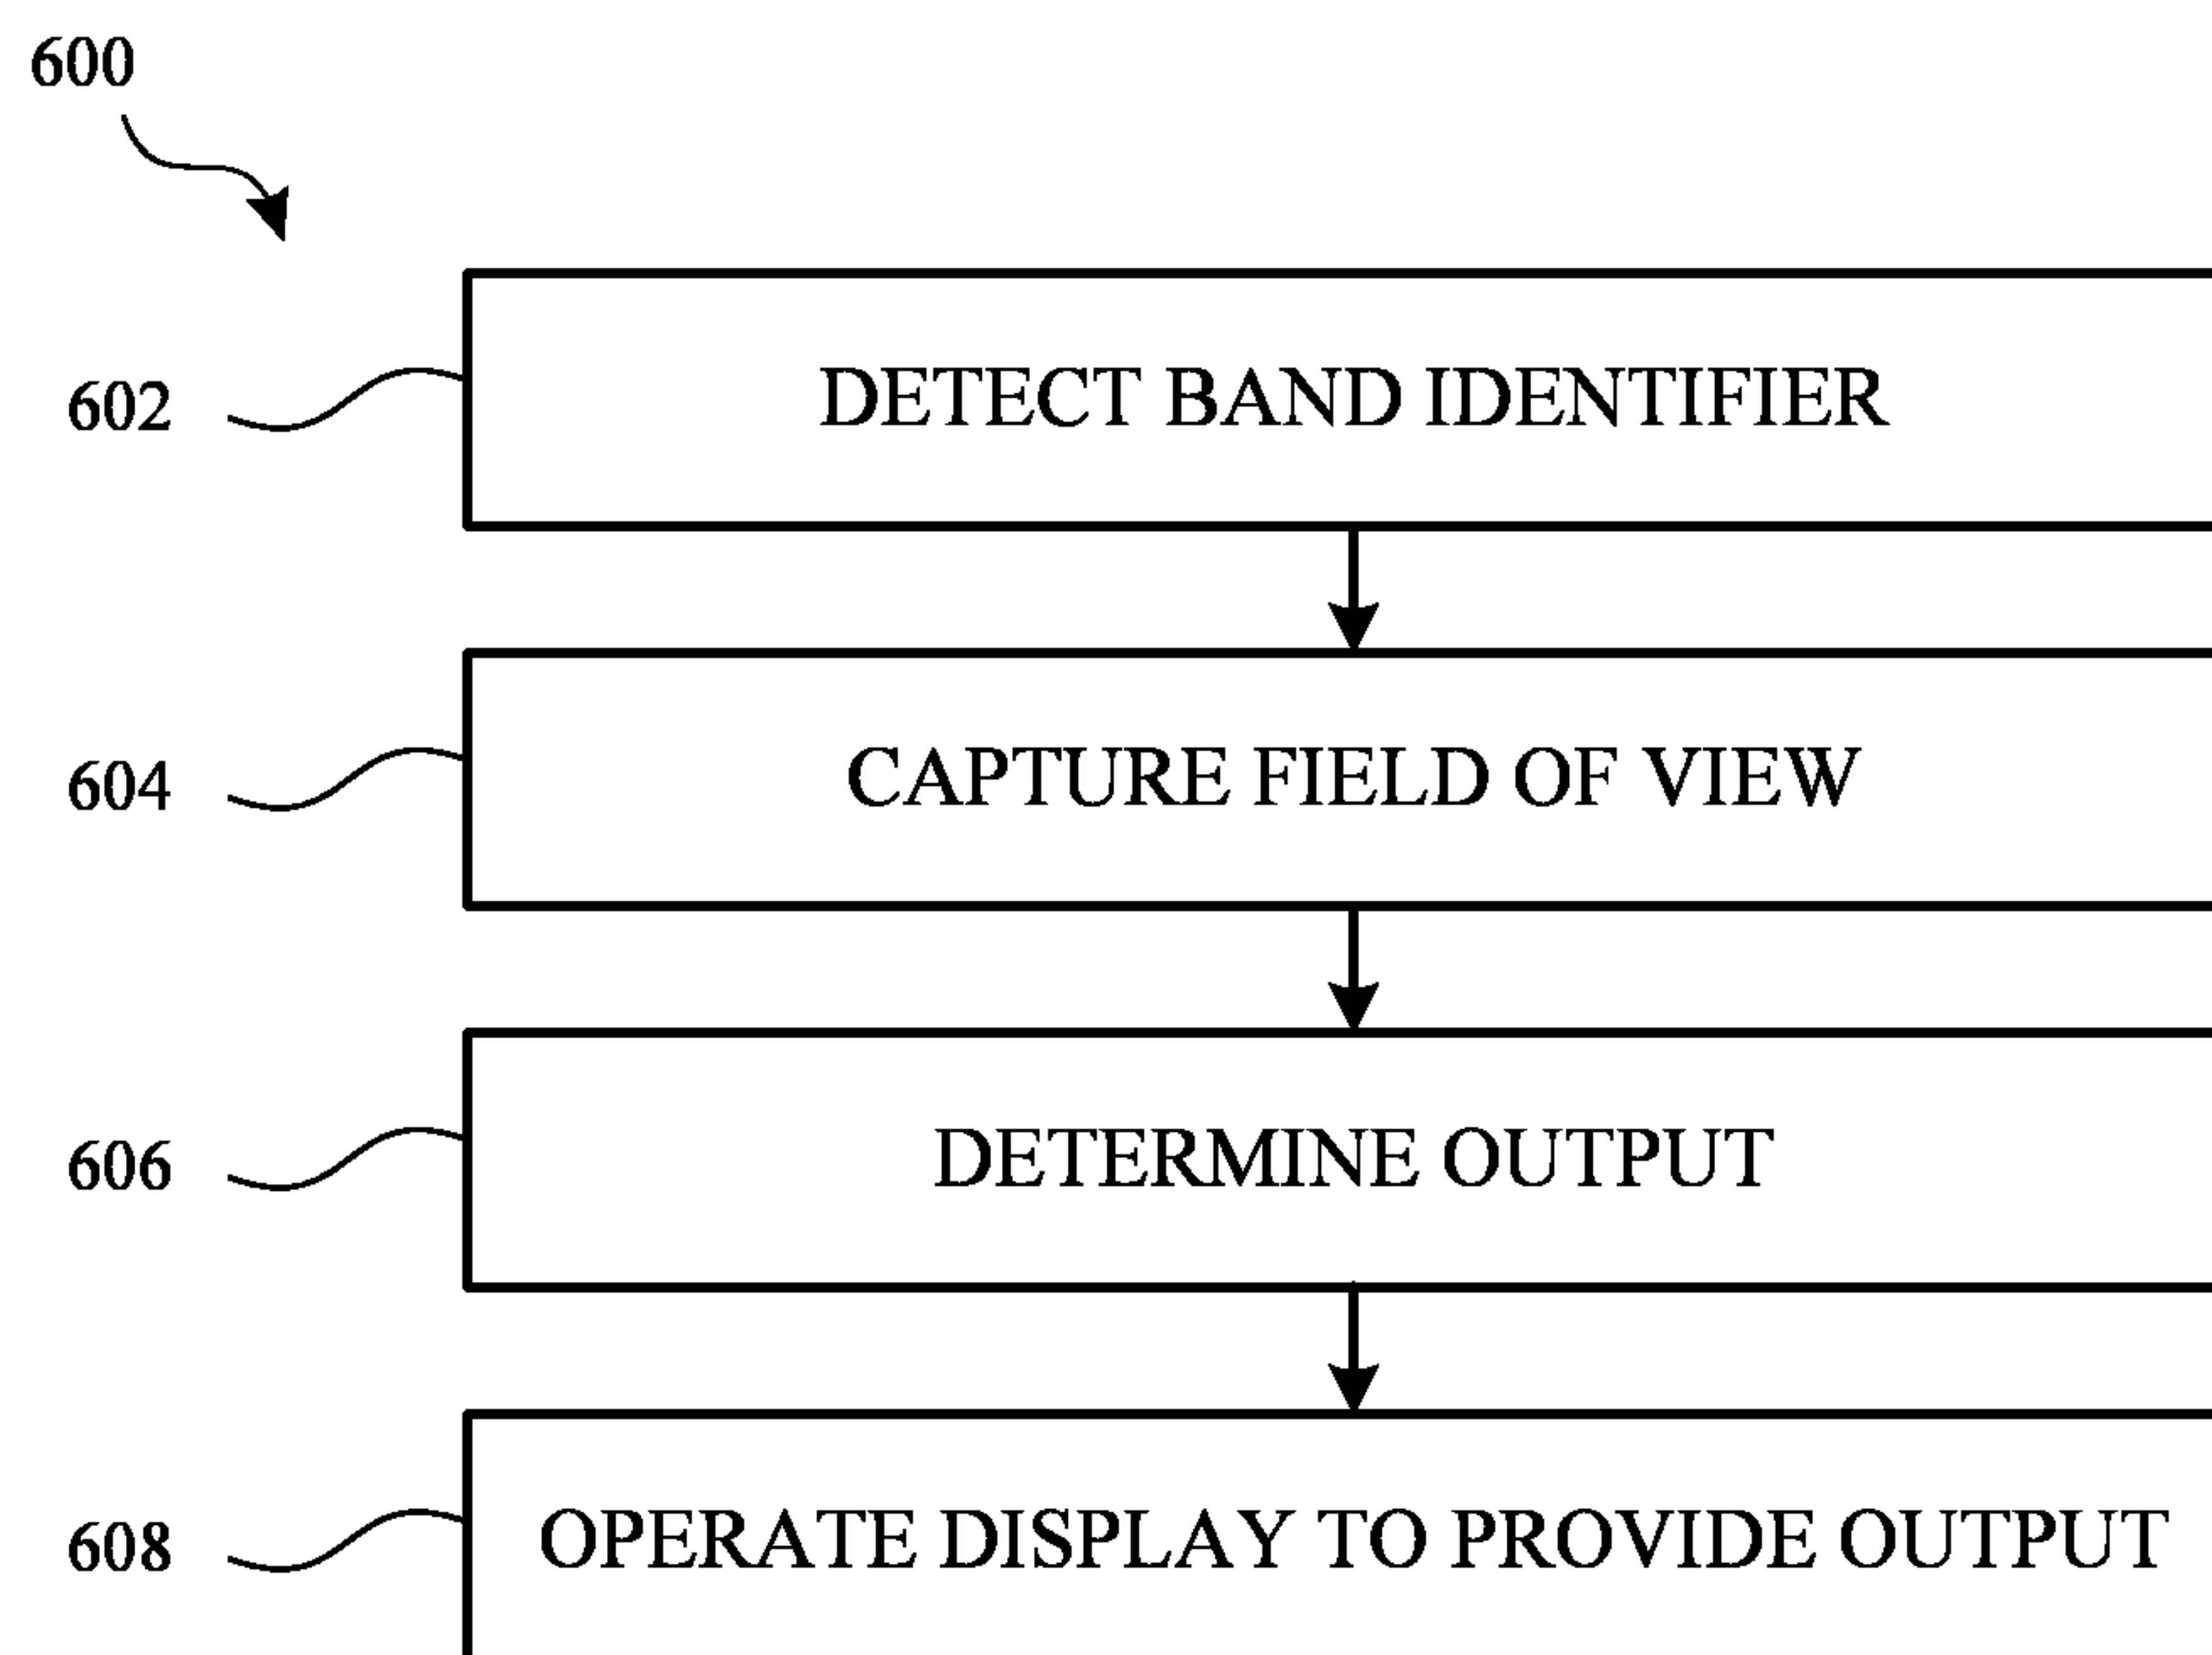 600
602 DETECT BAND IDENTIFIER
604 CAPTURE FIELD OF VIEW
606 DETERMINE OUTPUT
608 OPERATE DISPLAY TO PROVIDE OUTPUT